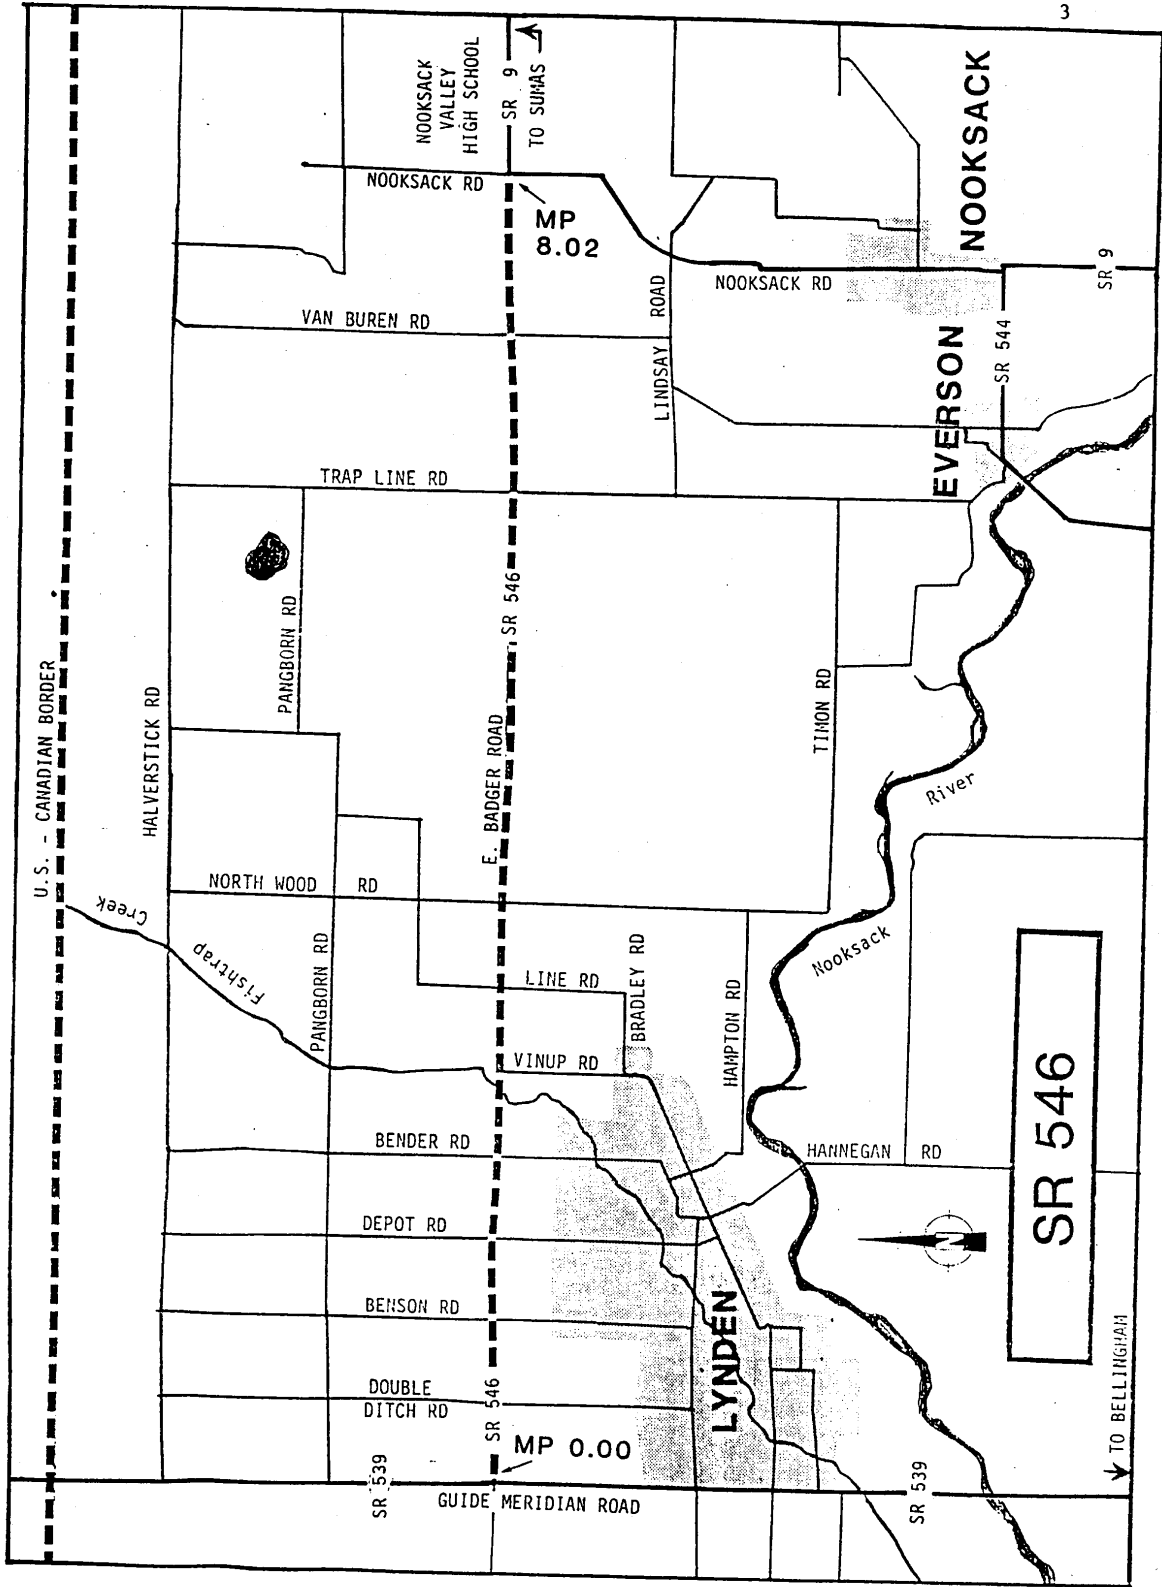 3
U.S. - CANADIAN BORDER
HALVERSTICK RD
PANGBORN RD
PANGBORN RD
Fishtrap
Creek
NOOKSACK
VALLEY
HIGH SCHOOL
SR 9
TO SUMAS
NOOKSACK RD
MP
8.02
VAN BUREN RD
LINDSAY
ROAD
NOOKSACK RD
NOOKSACK
SR 9
EVERSON
SR 544
TRAP LINE RD
SR 546
E. BADGER ROAD
TIMON RD
NORTH WOOD RD
LINE RD
BRADLEY RD
VINUP RD
HAMPTON RD
Nooksack
River
BENDER RD
HANNEGAN RD
DEPOT RD
N
BENSON RD
DOUBLE
DITCH RD
LYNDEN
SR 546
MP 0.00
SR 539
GUIDE MERIDIAN ROAD
SR 539
TO BELLINGHAM
SR 546